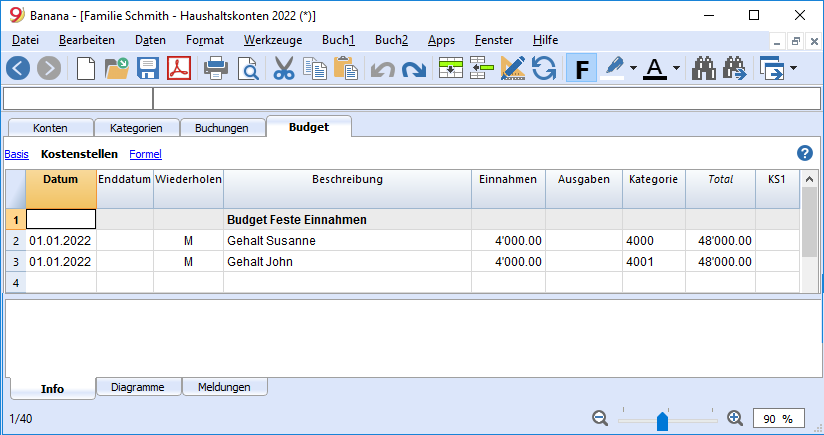 9 Banana - [Familie Schmith - Haushaltskonten 2022 (*)]
Datei Bearbeiten Daten Format Werkzeuge Buch1 Buch2 Apps Fenster Hilfe
F A
Konten Kategorien Buchungen Budget
Basis Kostenstellen Formel ?
Datum Enddatum Wiederholen Beschreibung Einnahmen Ausgaben Kategorie Total KS1
1 Budget Feste Einnahmen
2 01.01.2022 M Gehalt Susanne 4'000.00 4000 48'000.00
3 01.01.2022 M Gehalt John 4'000.00 4001 48'000.00
4
Info Diagramme Meldungen
1/40 90 %